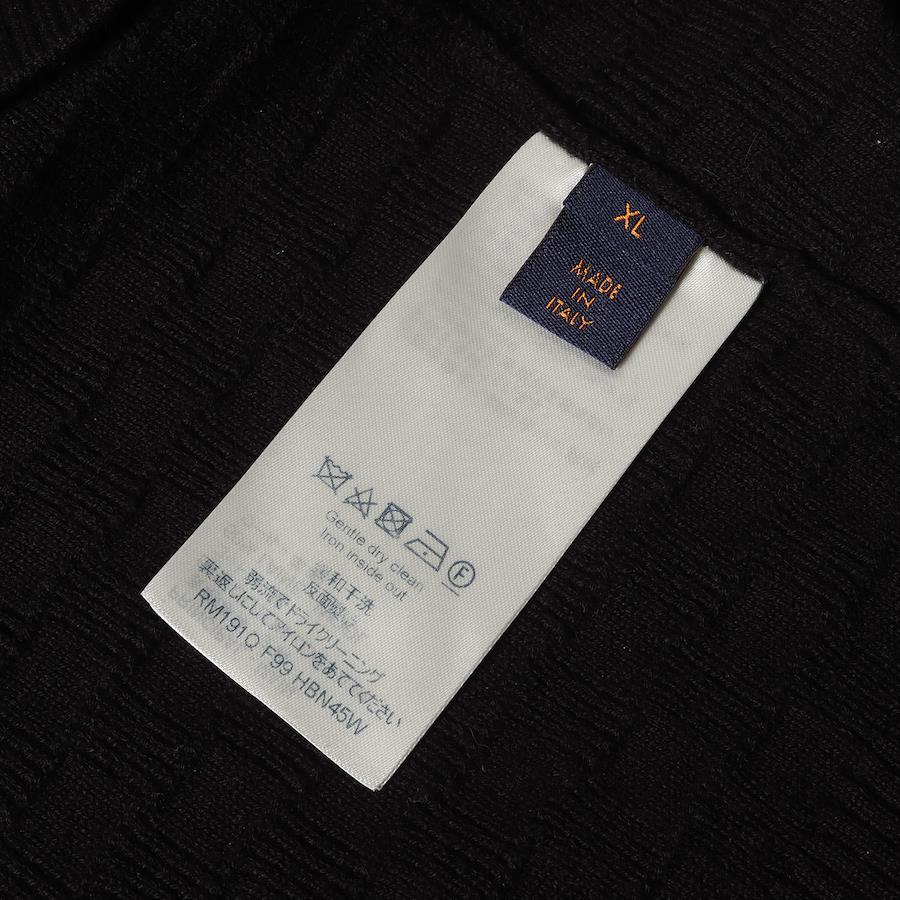 XL
MADE
IN
ITALY
Gentle dry clean
Iron inside out
缓和干洗
反面熨
弱流でドライクリーニング
裏返しにしてアイロンをあててください
RM191Q F99 HBN45W
F